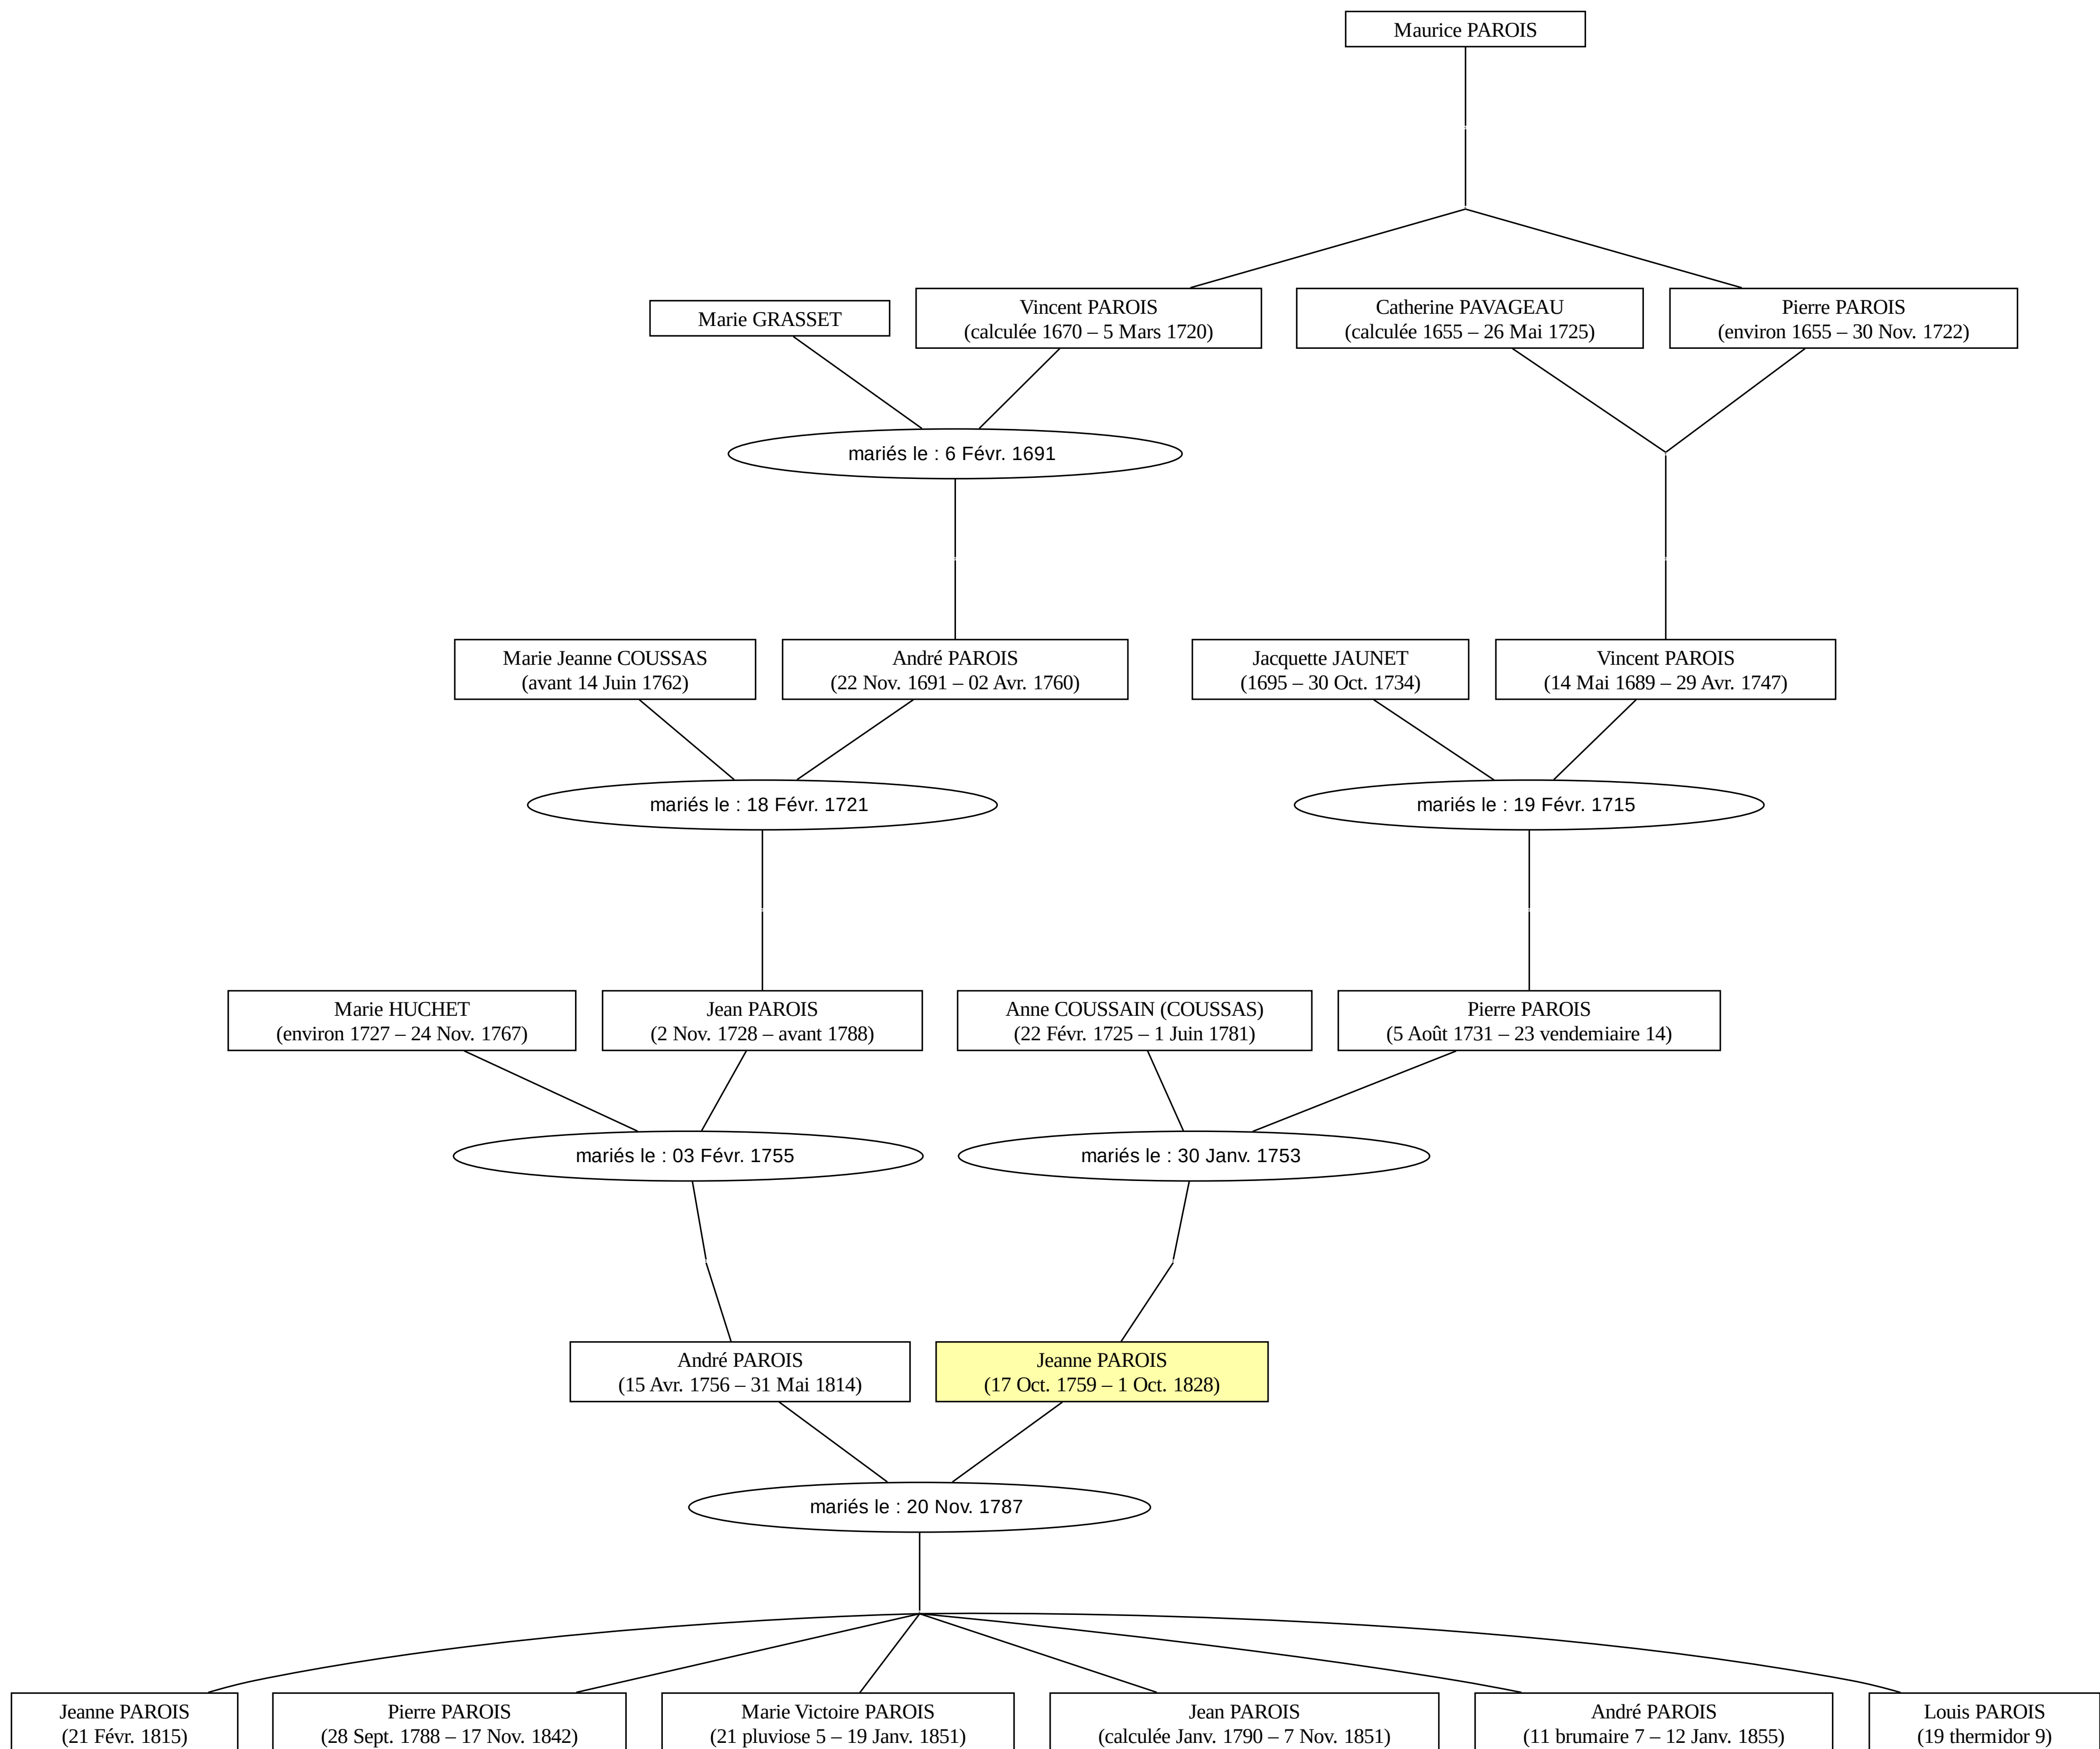 Maurice PAROIS
Marie GRASSET
Vincent PAROIS
(calculée 1670 – 5 Mars 1720)
Catherine PAVAGEAU
(calculée 1655 – 26 Mai 1725)
Pierre PAROIS
(environ 1655 – 30 Nov. 1722)
mariés le : 6 Févr. 1691
Marie Jeanne COUSSAS
(avant 14 Juin 1762)
André PAROIS
(22 Nov. 1691 – 02 Avr. 1760)
Jacquette JAUNET
(1695 – 30 Oct. 1734)
Vincent PAROIS
(14 Mai 1689 – 29 Avr. 1747)
mariés le : 18 Févr. 1721
mariés le : 19 Févr. 1715
Marie HUCHET
(environ 1727 – 24 Nov. 1767)
Jean PAROIS
(2 Nov. 1728 – avant 1788)
Anne COUSSAIN (COUSSAS)
(22 Févr. 1725 – 1 Juin 1781)
Pierre PAROIS
(5 Août 1731 – 23 vendemiaire 14)
mariés le : 03 Févr. 1755
mariés le : 30 Janv. 1753
André PAROIS
(15 Avr. 1756 – 31 Mai 1814)
Jeanne PAROIS
(17 Oct. 1759 – 1 Oct. 1828)
mariés le : 20 Nov. 1787
Jeanne PAROIS
(21 Févr. 1815)
Pierre PAROIS
(28 Sept. 1788 – 17 Nov. 1842)
Marie Victoire PAROIS
(21 pluviose 5 – 19 Janv. 1851)
Jean PAROIS
(calculée Janv. 1790 – 7 Nov. 1851)
André PAROIS
(11 brumaire 7 – 12 Janv. 1855)
Louis PAROIS
(19 thermidor 9)